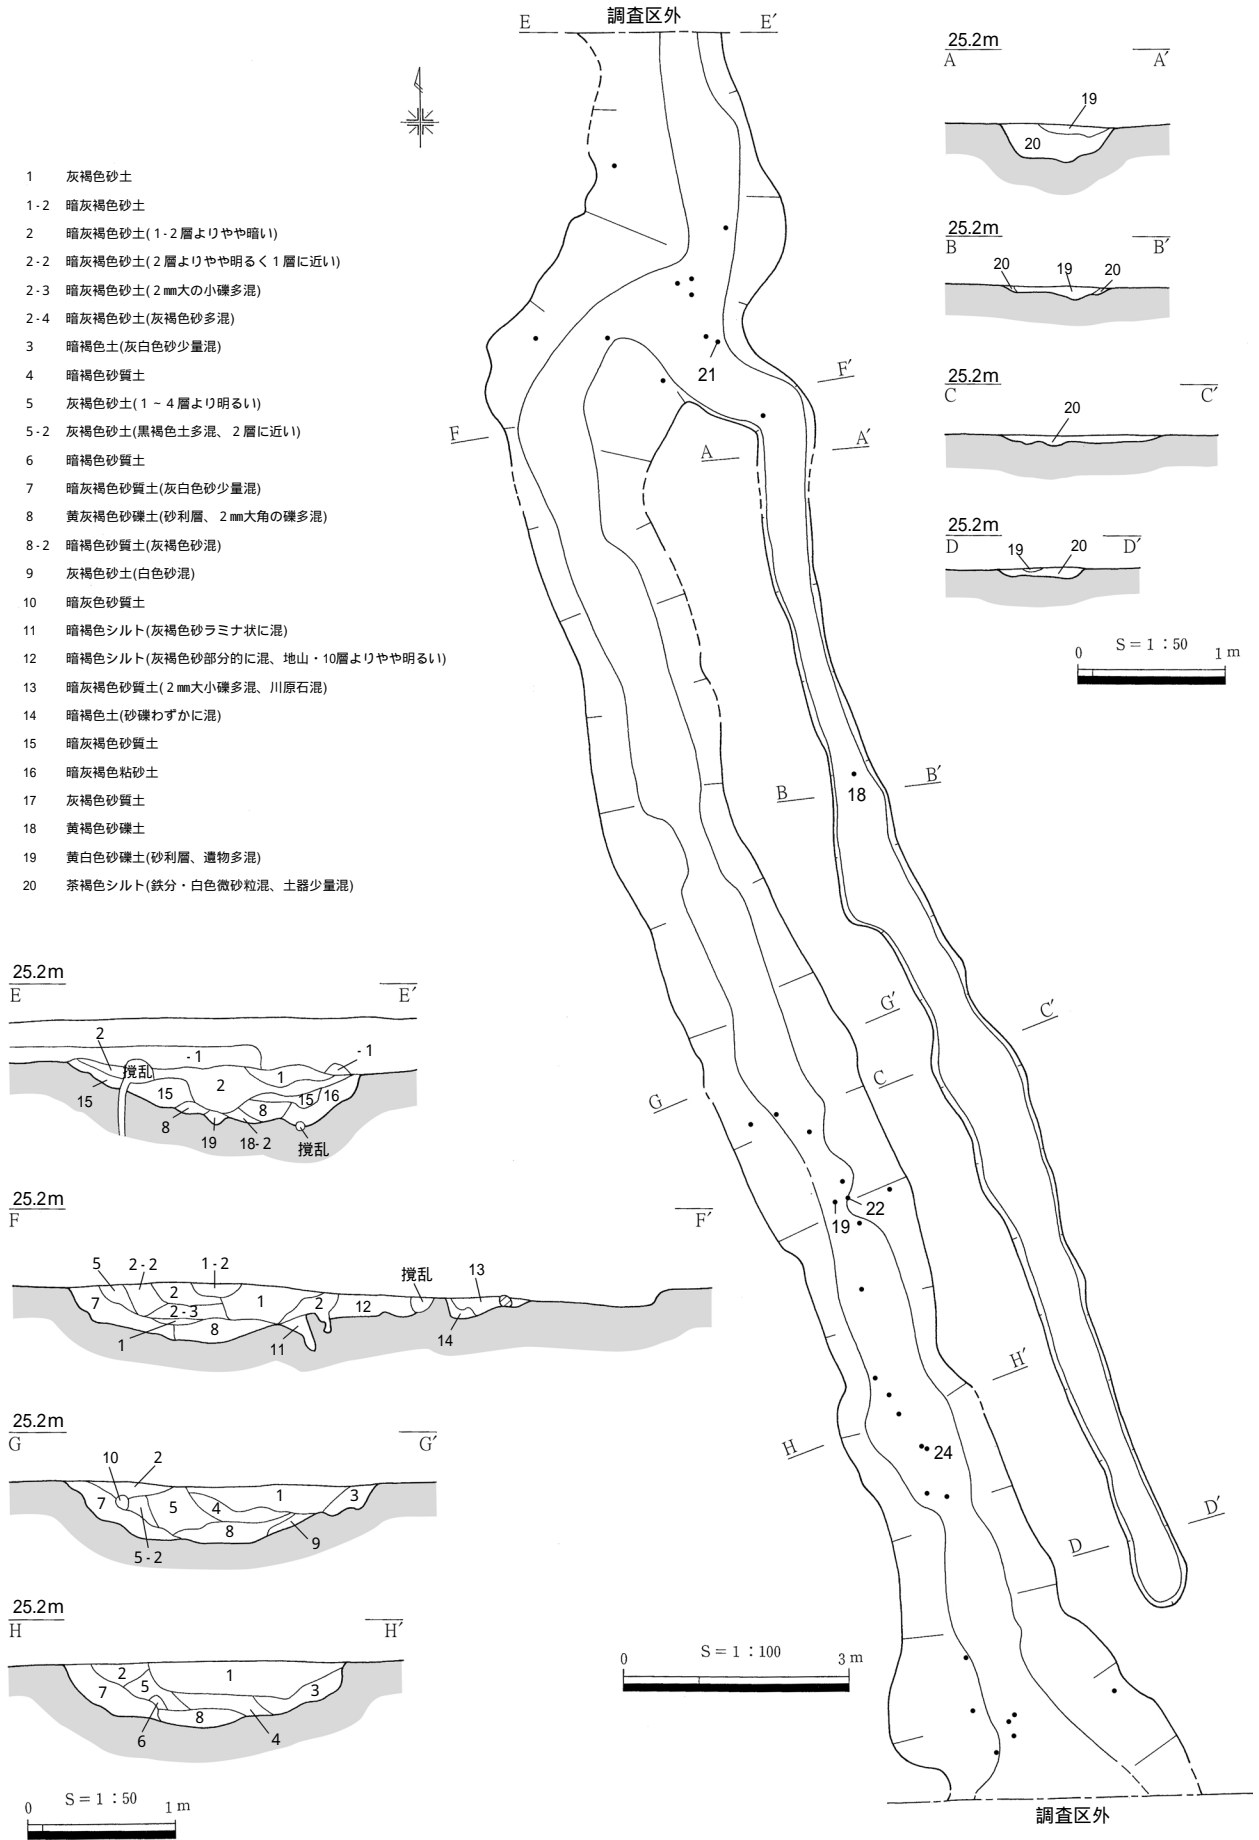 E 調査区外 E′
1 灰褐色砂土
1-2 暗灰褐色砂土
2 暗灰褐色砂土(1-2層よりやや暗い)
2-2 暗灰褐色砂土(2層よりやや明るく1層に近い)
2-3 暗灰褐色砂土(2㎜大の小礫多混)
2-4 暗灰褐色砂土(灰褐色砂多混)
3 暗褐色土(灰白色砂少量混)
4 暗褐色砂質土
5 灰褐色砂土(1~4層より明るい)
5-2 灰褐色砂土(黒褐色土多混、2層に近い)
6 暗褐色砂質土
7 暗灰褐色砂質土(灰白色砂少量混)
8 黄灰褐色砂礫土(砂利層、2㎜大角の礫多混)
8-2 暗褐色砂質土(灰褐色砂混)
9 灰褐色砂土(白色砂混)
10 暗灰色砂質土
11 暗褐色シルト(灰褐色砂ラミナ状に混)
12 暗褐色シルト(灰褐色砂部分的に混、地山・10層よりやや明るい)
13 暗灰褐色砂質土(2㎜大小礫多混、川原石混)
14 暗褐色土(砂礫わずかに混)
15 暗灰褐色砂質土
16 暗灰褐色粘砂土
17 灰褐色砂質土
18 黄褐色砂礫土
19 黄白色砂礫土(砂利層、遺物多混)
20 茶褐色シルト(鉄分・白色微砂粒混、土器少量混)
25.2m
E E′
2
-1
-1
撹乱
1
2
15
15
15
16
8
8
19
18-2
撹乱
25.2m
F F′
5
2-2
1-2
撹乱
13
7
2
1
2
12
2-3
8
1
11
14
25.2m
G G′
10
2
7
5
4
1
3
8
9
5-2
25.2m
H H′
2
1
7
5
3
8
6
4
S=1:50
0 1m
21
F F′
A A′
B B′
18
G G′
C C′
19
22
H H′
24
D D′
S=1:100
0 3m
調査区外
25.2m
A A′
19
20
25.2m
B B′
20
19
20
25.2m
C C′
20
25.2m
D D′
19
20
S=1:50
0 1m